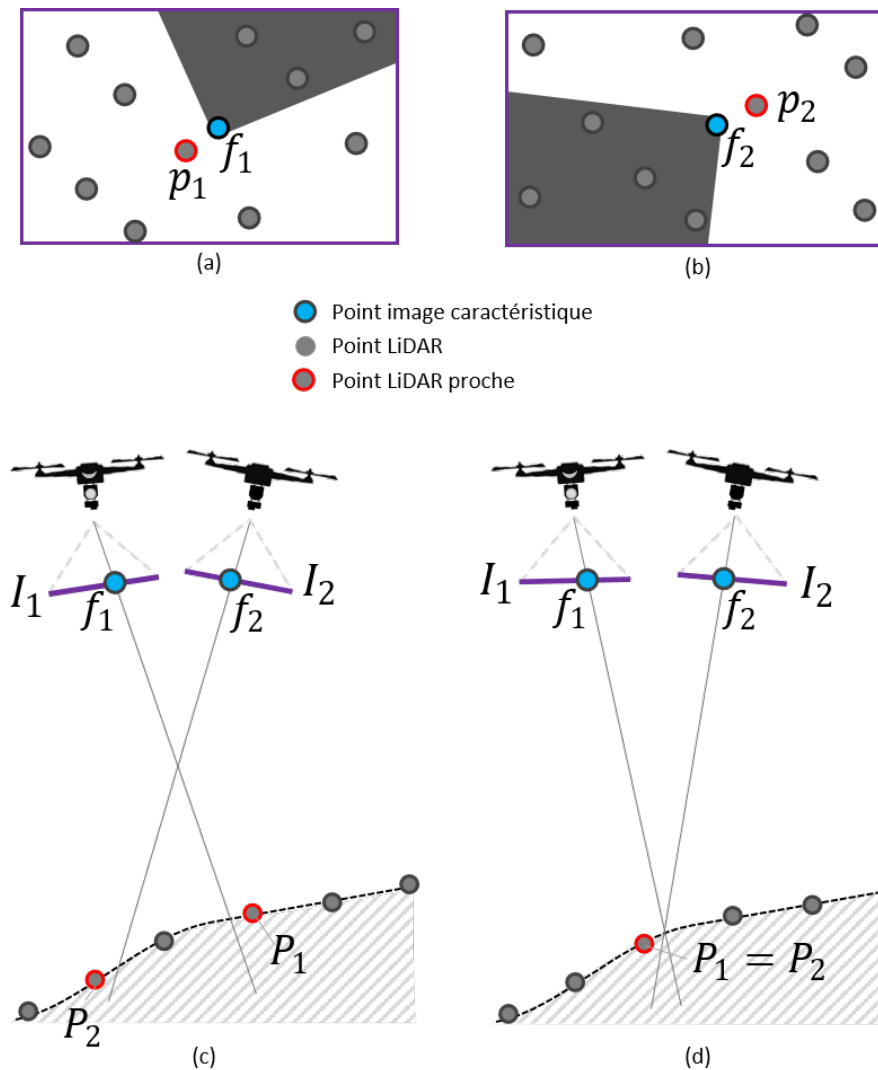 f₁
p₁
(a)
p₂
f₂
(b)
Point image caractéristique
Point LiDAR
Point LiDAR proche
I₁
f₁
f₂
I₂
P₁
P₂
(c)
I₁
f₁
f₂
I₂
P₁ = P₂
(d)